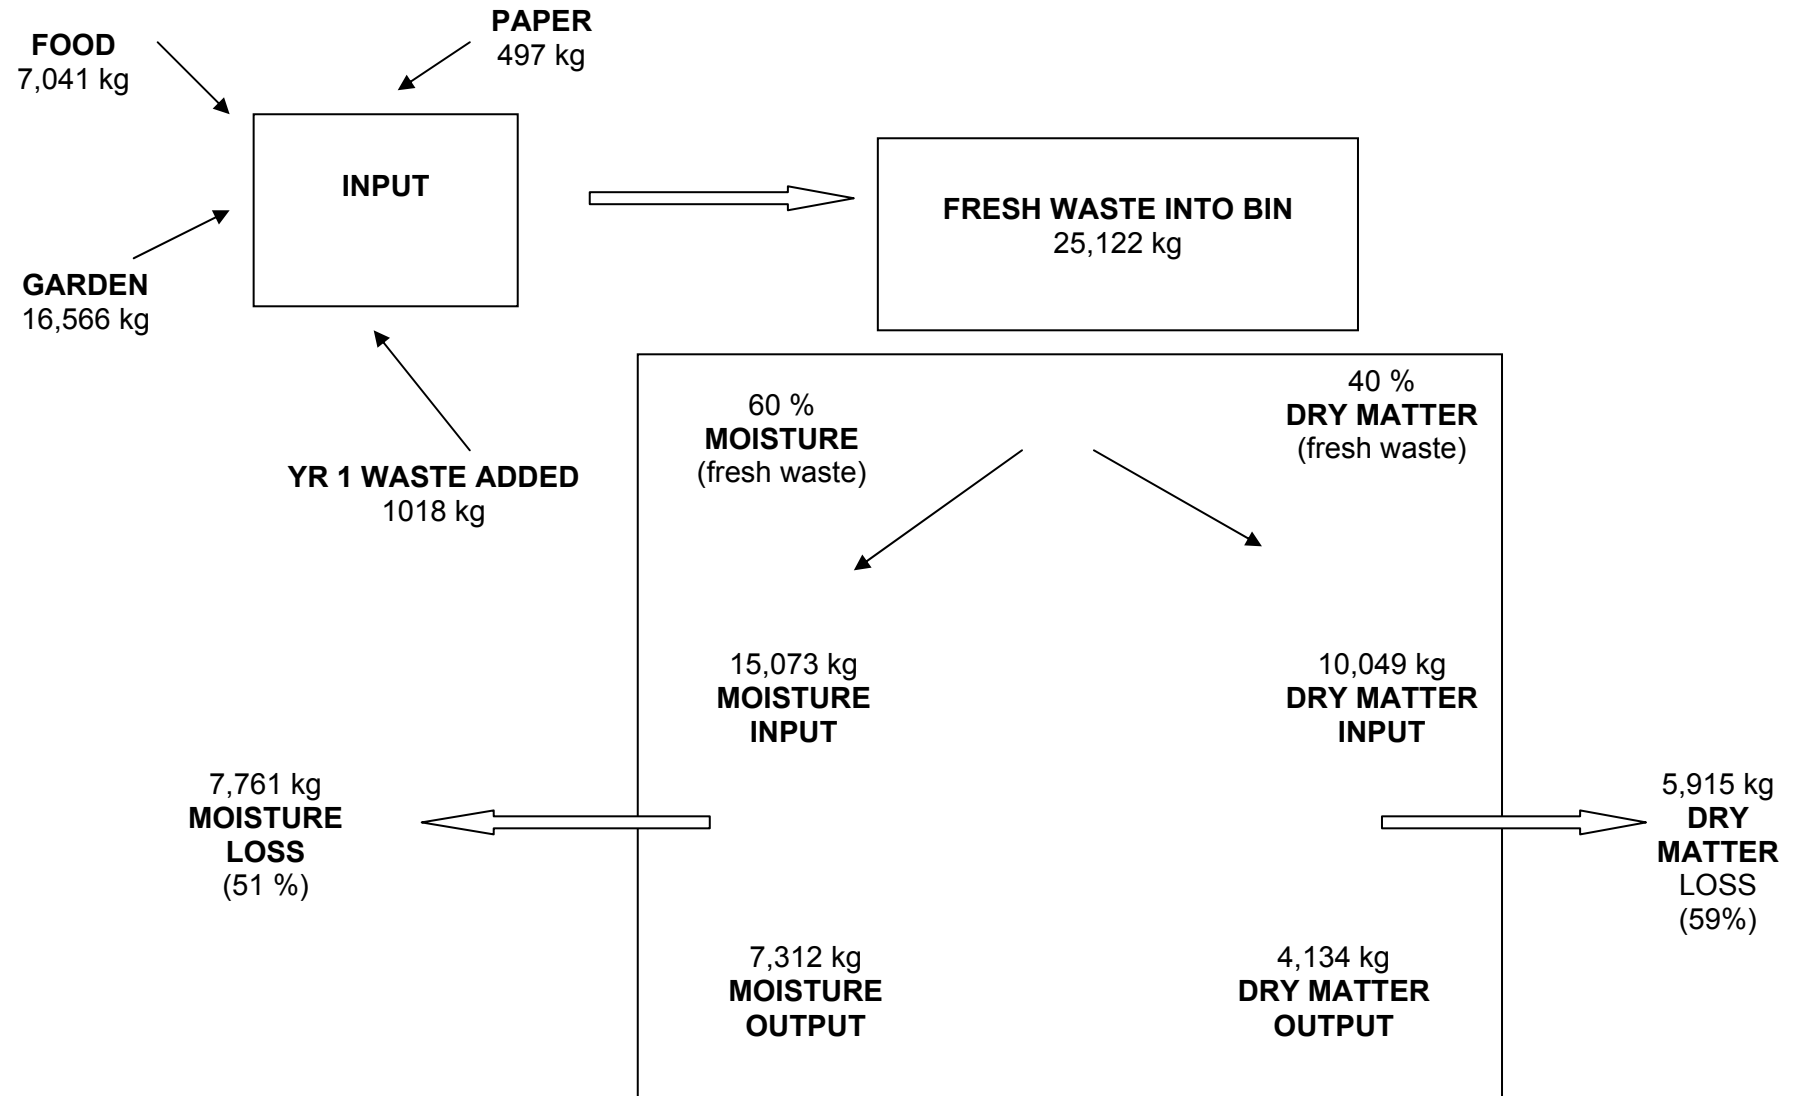 PAPER
497 kg
FOOD
7,041 kg
INPUT
FRESH WASTE INTO BIN
25,122 kg
GARDEN
16,566 kg
YR 1 WASTE ADDED
1018 kg
60 %
MOISTURE
(fresh waste)
40 %
DRY MATTER
(fresh waste)
15,073 kg
MOISTURE
INPUT
10,049 kg
DRY MATTER
INPUT
7,761 kg
MOISTURE
LOSS
(51 %)
5,915 kg
DRY
MATTER
LOSS
(59%)
7,312 kg
MOISTURE
OUTPUT
4,134 kg
DRY MATTER
OUTPUT